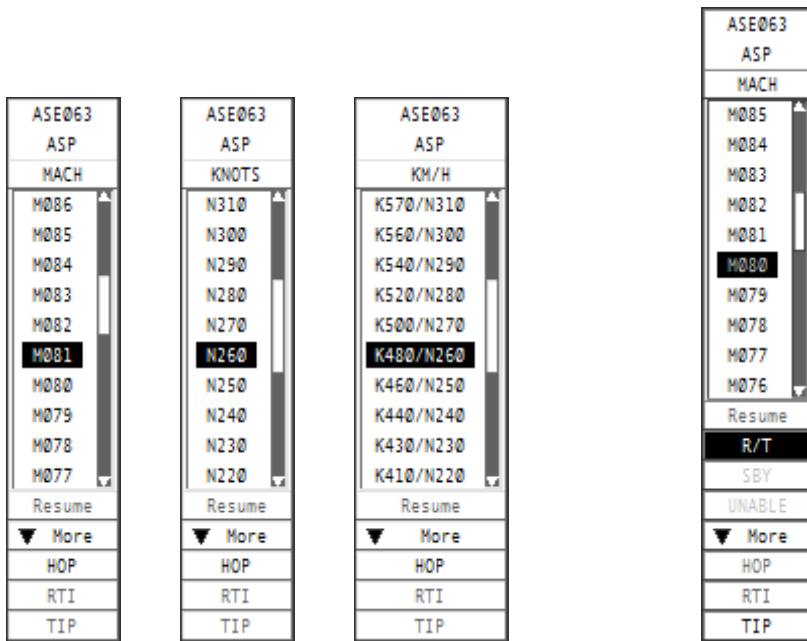 ASEØ63
ASP
MACH
MØ86
MØ85
MØ84
MØ83
MØ82
MØ81
MØ80
MØ79
MØ78
MØ77
Resume
▼ More
HOP
RTI
TIP
ASEØ63
ASP
KNOTS
N31Ø
N3ØØ
N29Ø
N28Ø
N27Ø
N26Ø
N25Ø
N24Ø
N23Ø
N22Ø
Resume
▼ More
HOP
RTI
TIP
ASEØ63
ASP
KM/H
K57Ø/N31Ø
K56Ø/N3ØØ
K54Ø/N29Ø
K52Ø/N28Ø
K5ØØ/N27Ø
K48Ø/N26Ø
K46Ø/N25Ø
K44Ø/N24Ø
K43Ø/N23Ø
K41Ø/N22Ø
Resume
▼ More
HOP
RTI
TIP
ASEØ63
ASP
MACH
MØ85
MØ84
MØ83
MØ82
MØ81
MØ8Ø
MØ79
MØ78
MØ77
MØ76
Resume
R/T
SBY
UNABLE
▼ More
HOP
RTI
TIP